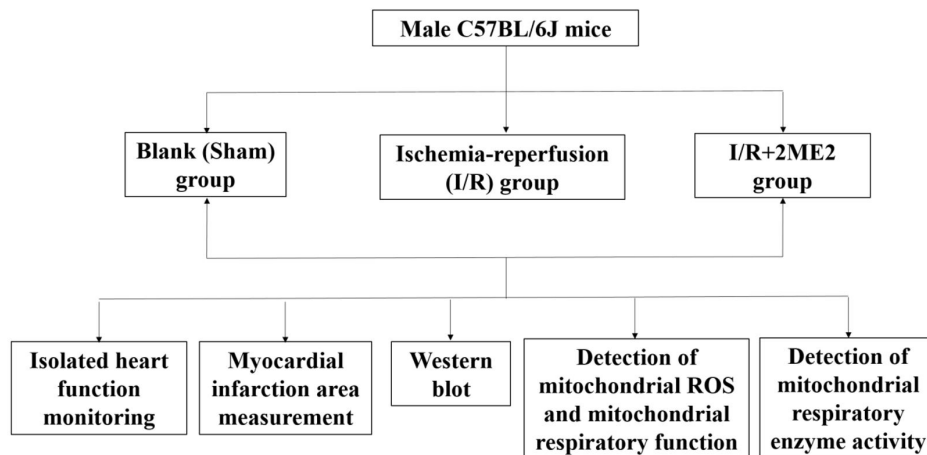 Male C57BL/6J mice
Blank (Sham)
group
Ischemia-reperfusion
(I/R) group
I/R+2ME2
group
Isolated heart
function
monitoring
Myocardial
infarction area
measurement
Western
blot
Detection of
mitochondrial ROS
and mitochondrial
respiratory function
Detection of
mitochondrial
respiratory
enzyme activity